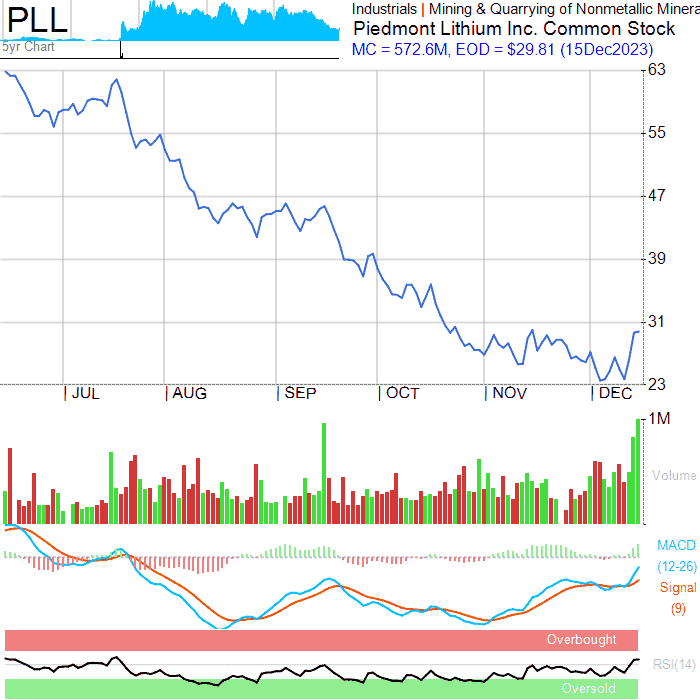 PLL
5yr Chart
Industrials | Mining & Quarrying of Nonmetallic Minera
Piedmont Lithium Inc. Common Stock
MC = 572.6M, EOD = $29.81 (15Dec2023)
63
55
47
39
31
23
JUL AUG SEP OCT NOV DEC
1M
Volume
MACD
(12-26)
Signal
(9)
Overbought
RSI(14)
Oversold